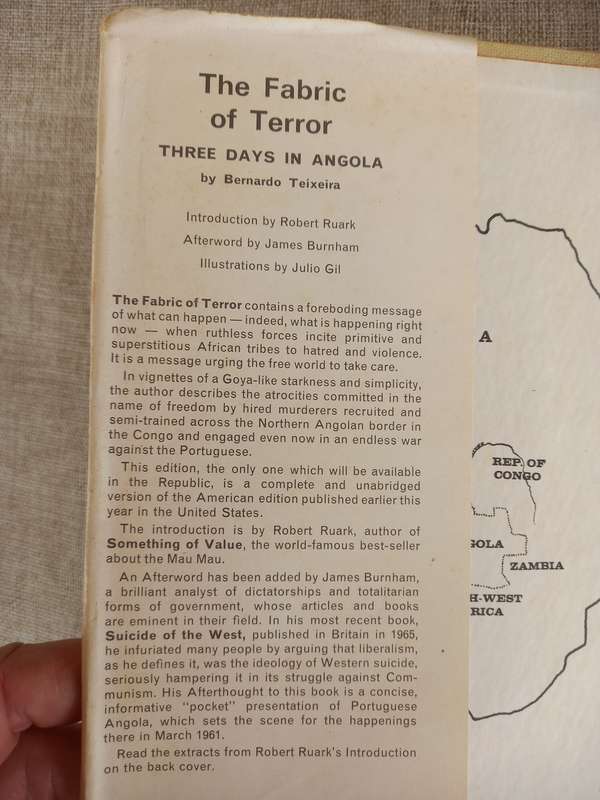 The Fabric
of Terror
THREE DAYS IN ANGOLA
by Bernardo Teixeira
Introduction by Robert Ruark
Afterword by James Burnham
Illustrations by Julio Gil
The Fabric of Terror contains a foreboding message
of what can happen — indeed, what is happening right
now — when ruthless forces incite primitive and
superstitious African tribes to hatred and violence.
It is a message urging the free world to take care.
In vignettes of a Goya-like starkness and simplicity,
the author describes the atrocities committed in the
name of freedom by hired murderers recruited and
semi-trained across the Northern Angolan border in
the Congo and engaged even now in an endless war
against the Portuguese.
This edition, the only one which will be available
in the Republic, is a complete and unabridged
version of the American edition published earlier this
year in the United States.
The introduction is by Robert Ruark, author of
Something of Value, the world-famous best-seller
about the Mau Mau.
An Afterword has been added by James Burnham,
a brilliant analyst of dictatorships and totalitarian
forms of government, whose articles and books
are eminent in their field. In his most recent book,
Suicide of the West, published in Britain in 1965,
he infuriated many people by arguing that liberalism,
as he defines it, was the ideology of Western suicide,
seriously hampering it in its struggle against Com-
munism. His Afterthought to this book is a concise,
informative "pocket" presentation of Portuguese
Angola, which sets the scene for the happenings
there in March 1961.
Read the extracts from Robert Ruark's Introduction
on the back cover.
A
REP. OF
CONGO
GOLA
ZAMBIA
H-WEST
RICA